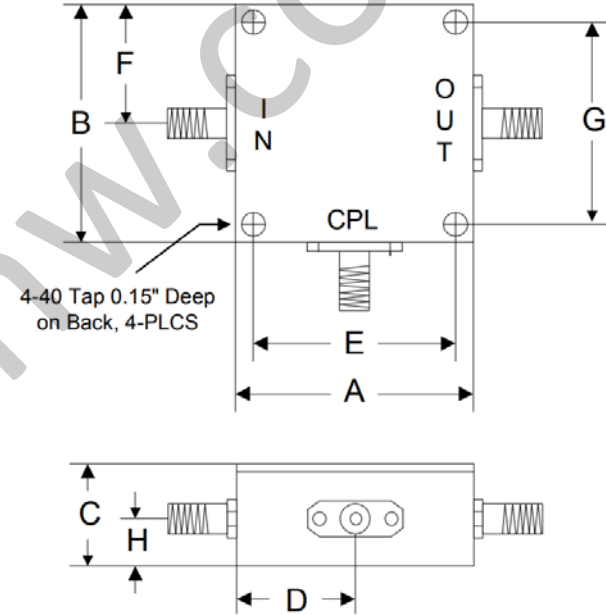 F
B
I
N
O
U
T
G
CPL
4-40 Tap 0.15" Deep
on Back, 4-PLCS
E
A
C
H
D